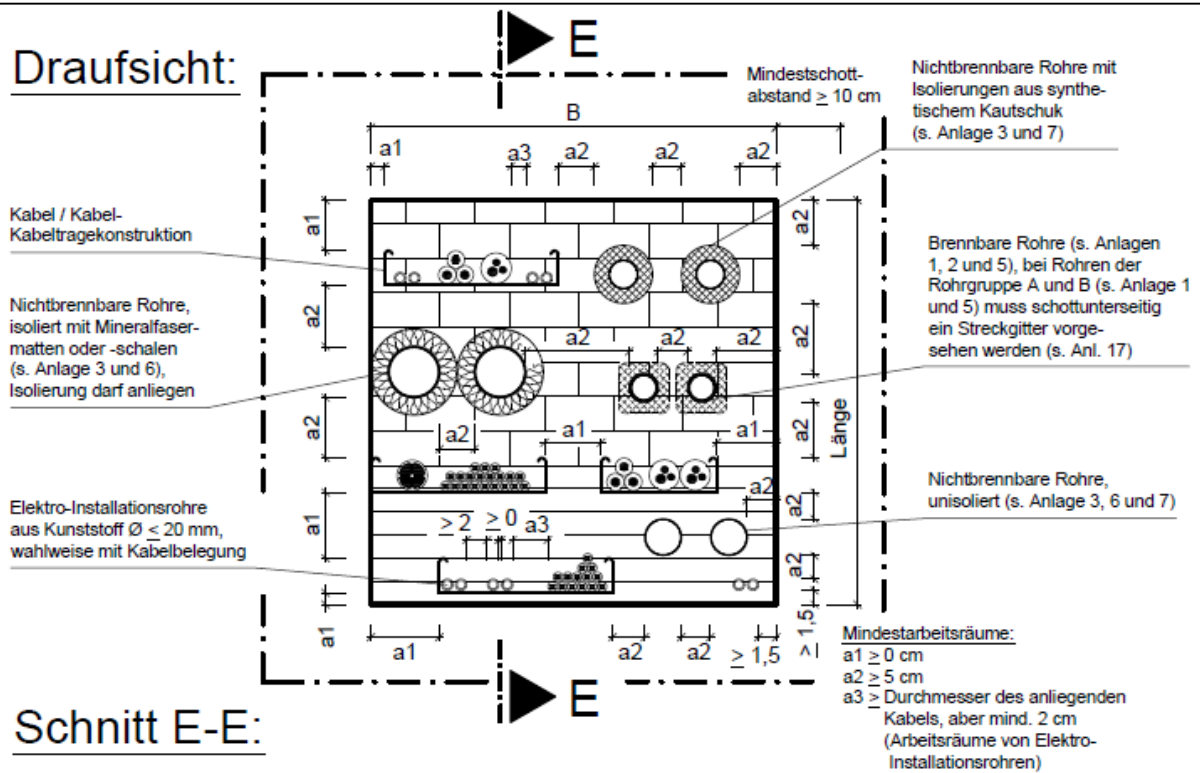 E
Draufsicht:
Mindestschott-
abstand ≥ 10 cm
Nichtbrennbare Rohre mit
Isolierungen aus synthe-
tischem Kautschuk
(s. Anlage 3 und 7)
B
a1
a3
a2
a2
a2
Kabel / Kabel-
Kabeltragekonstruktion
a1
a2
Brennbare Rohre (s. Anlagen
1, 2 und 5), bei Rohren der
Rohrgruppe A und B (s. Anlage 1
und 5) muss schottunterseitig
ein Streckgitter vorge-
sehen werden (s. Anl. 17)
Nichtbrennbare Rohre,
isoliert mit Mineralfaser-
matten oder -schalen
(s. Anlage 3 und 6),
Isolierung darf anliegen
a2
a2
a2
a2
a2
a2
a2
a1
a1
a2
Länge
Nichtbrennbare Rohre,
unisoliert (s. Anlage 3, 6 und 7)
Elektro-Installationsrohre
aus Kunststoff Ø ≤ 20 mm,
wahlweise mit Kabelbelegung
a1
≥ 2
≥ 0
a3
a2
a2
a2
a1
a1
a2
a2
≥ 1,5
≥ 1,5
Mindestarbeitsräume:
a1 ≥ 0 cm
a2 ≥ 5 cm
a3 ≥ Durchmesser des anliegenden
Kabels, aber mind. 2 cm
(Arbeitsräume von Elektro-
Installationsrohren)
E
Schnitt E-E: